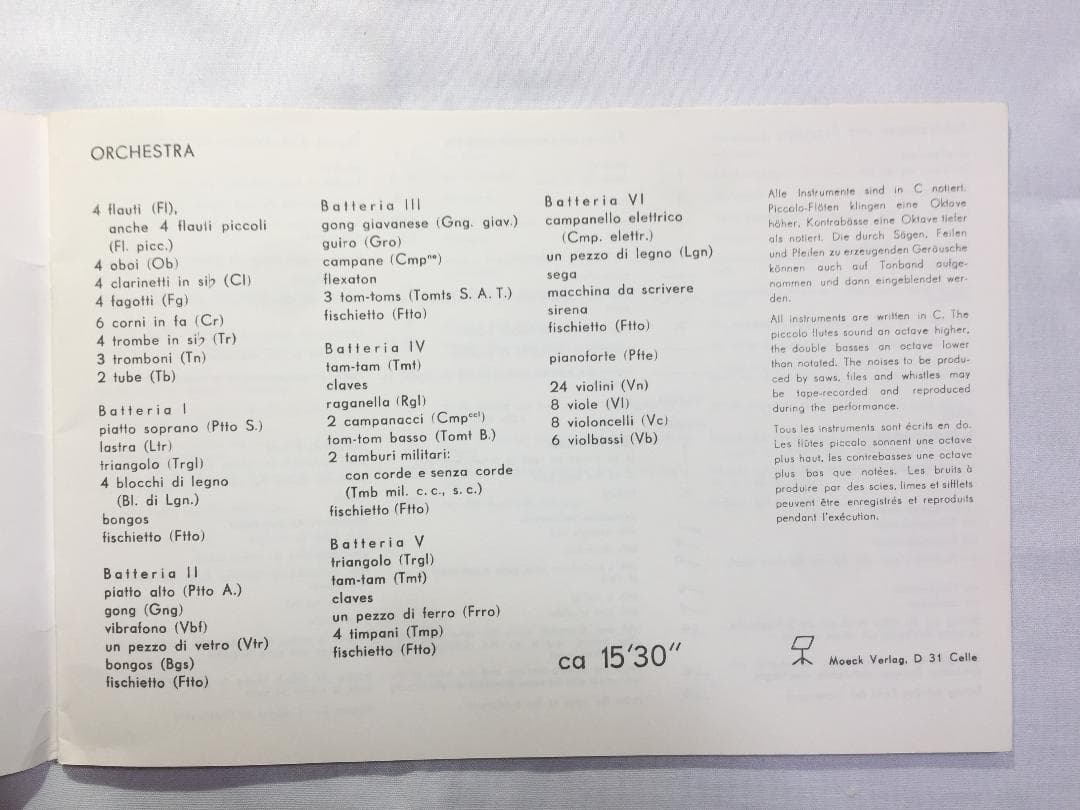 ORCHESTRA
4 flauti (Fl),
anche 4 flauti piccoli
(Fl. picc.)
4 oboi (Ob)
4 clarinetti in si♭ (Cl)
4 fagotti (Fg)
6 corni in fa (Cr)
4 trombe in si♭ (Tr)
3 tromboni (Tn)
2 tube (Tb)
Batteria I
piatto soprano (Ptto S.)
lastra (Ltr)
triangolo (Trgl)
4 blocchi di legno
(Bl. di Lgn.)
bongos
fischietto (Ftto)
Batteria II
piatto alto (Ptto A.)
gong (Gng)
vibrafono (Vbf)
un pezzo di vetro (Vtr)
bongos (Bgs)
fischietto (Ftto)
Batteria III
gong giavanese (Gng. giav.)
guiro (Gro)
campane (Cmpne)
flexaton
3 tom-toms (Tomts S. A. T.)
fischietto (Ftto)
Batteria IV
tam-tam (Tmt)
claves
raganella (Rgl)
2 campanacci (Cmpcci)
tom-tom basso (Tomt B.)
2 tamburi militari:
con corde e senza corde
(Tmb mil. c. c., s. c.)
fischietto (Ftto)
Batteria V
triangolo (Trgl)
tam-tam (Tmt)
claves
un pezzo di ferro (Frro)
4 timpani (Tmp)
fischietto (Ftto)
Batteria VI
campanello elettrico
(Cmp. elettr.)
un pezzo di legno (Lgn)
sega
macchina da scrivere
sirena
fischietto (Ftto)
pianoforte (Pfte)
24 violini (Vn)
8 viole (Vl)
8 violoncelli (Vc)
6 violbassi (Vb)
ca 15'30"
Alle Instrumente sind in C notiert.
Piccolo-Flöten klingen eine Oktave
höher, Kontrabässe eine Oktave tiefer
als notiert. Die durch Sägen, Feilen
und Pfeifen zu erzeugenden Geräusche
können auch auf Tonband aufge-
nommen und dann eingeblendet wer-
den.
All instruments are written in C. The
piccolo flutes sound an octave higher,
the double basses an octave lower
than notated. The noises to be produ-
ced by saws, files and whistles may
be tape-recorded and reproduced
during the performance.
Tous les instruments sont écrits en do.
Les flûtes piccolo sonnent une octave
plus haut, les contrebasses une octave
plus bas que notées. Les bruits à
produire par des scies, limes et sifflets
peuvent être enregistrés et reproduits
pendant l'exécution.
Moeck Verlag, D 31 Celle